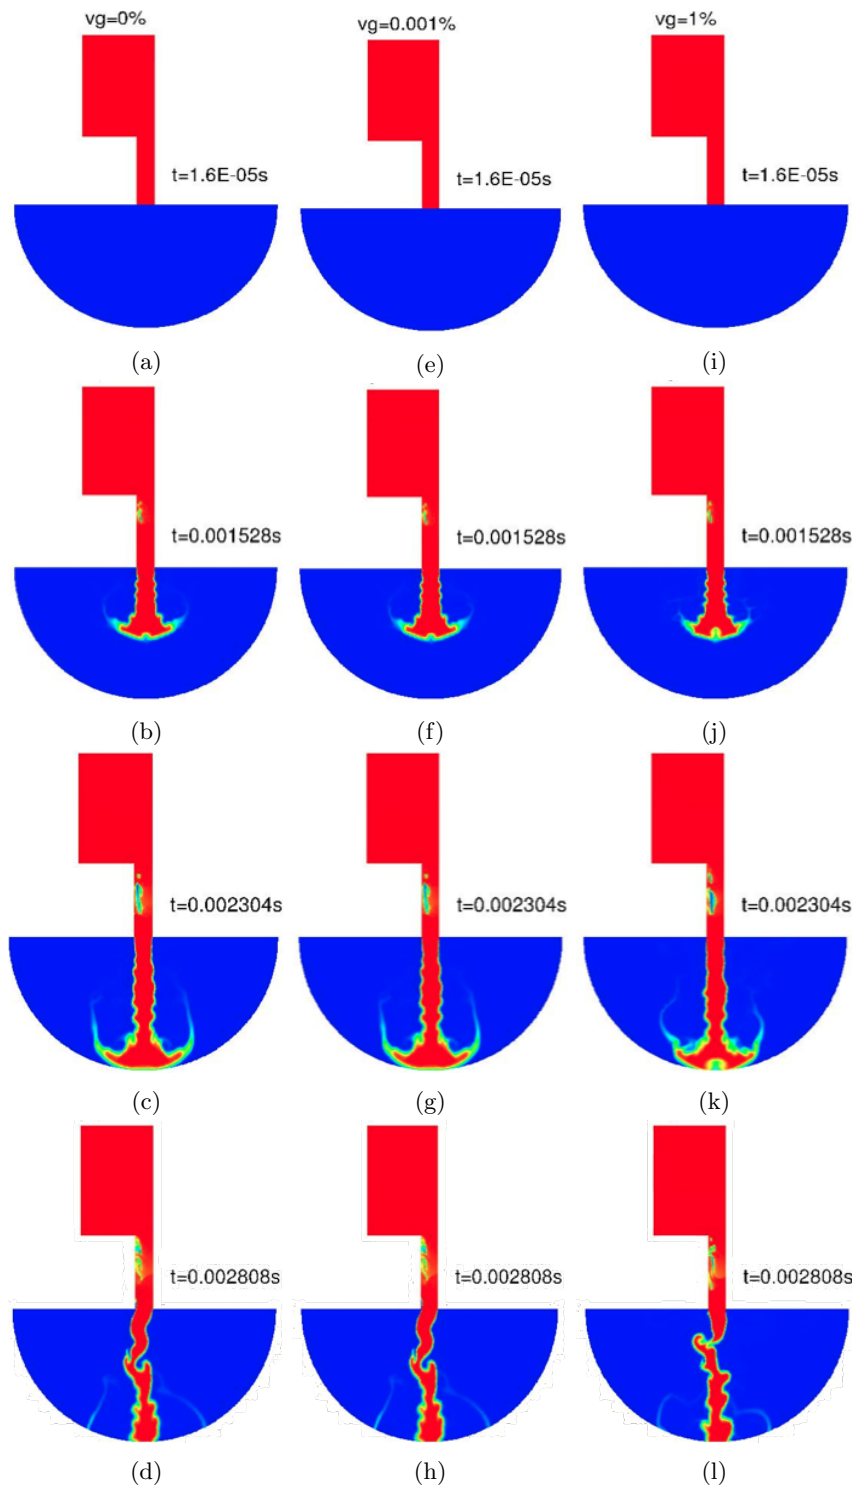 vg=0% vg=0.001% vg=1%
t=1.6E-05s t=1.6E-05s t=1.6E-05s
(a) (e) (i)
t=0.001528s t=0.001528s t=0.001528s
(b) (f) (j)
t=0.002304s t=0.002304s t=0.002304s
(c) (g) (k)
t=0.002808s t=0.002808s t=0.002808s
(d) (h) (l)